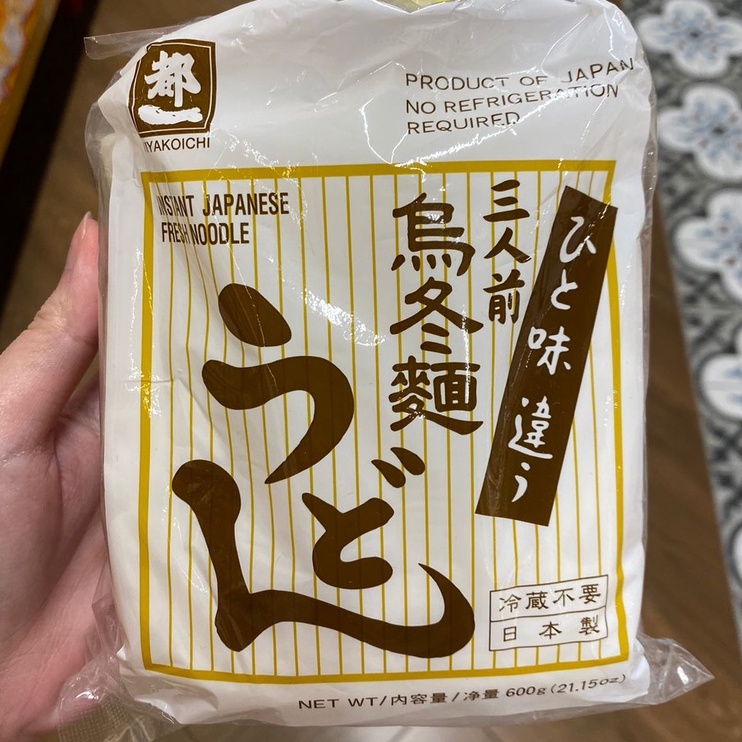 都一
MIYAKOICHI
PRODUCT OF JAPAN
NO REFRIGERATION
REQUIRED
INSTANT JAPANESE
FRESH NOODLE
ひと味 違う
三人前
烏冬麵
うどん
冷蔵不要
日本製
NET WT/内容量/净量 600g (21.15oz)